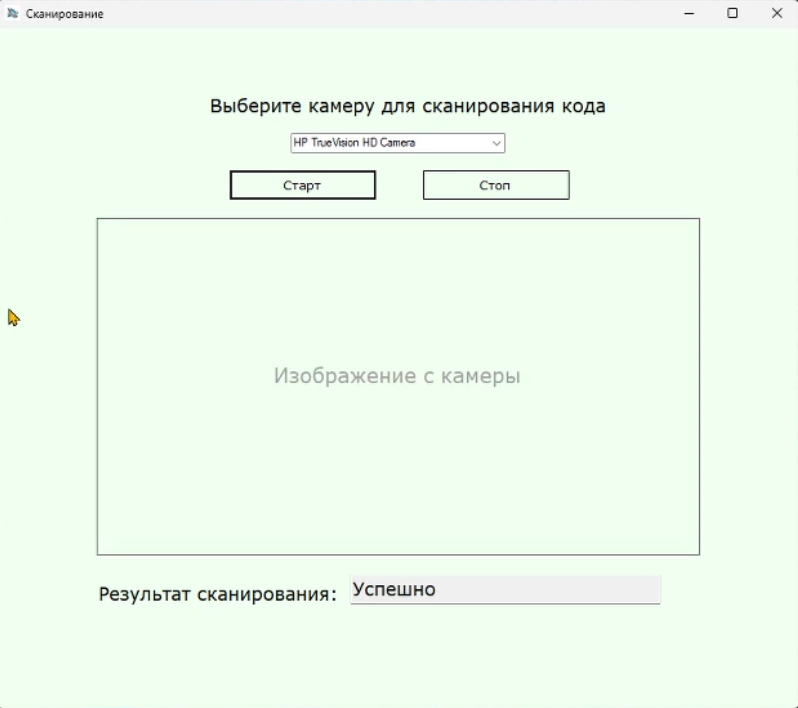 Сканирование
Выберите камеру для сканирования кода
HP TrueVision HD Camera
Старт
Стоп
Изображение с камеры
Результат сканирования: Успешно